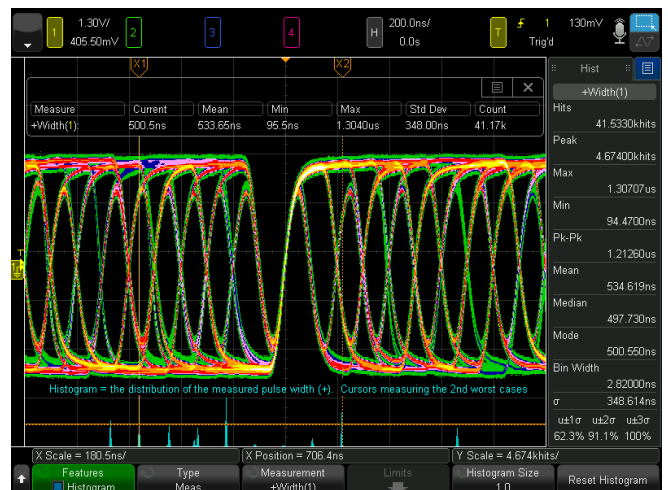 1 1.30V/ 405.50mV
2
3
4
H 200.0ns/ 0.0s
T 1 130mV Trig'd
X1 X2
Measure Current Mean Min Max Std Dev Count
+Width(1): 500.5ns 533.65ns 95.5ns 1.3040us 348.00ns 41.17k
T
Histogram = the distribution of the measured pulse width (+). Cursors measuring the 2nd worst cases
Hist
+Width(1)
Hits
41.5330khits
Peak
4.67400khits
Max
1.30707us
Min
94.4700ns
Pk-Pk
1.21260us
Mean
534.619ns
Median
497.730ns
Mode
500.550ns
Bin Width
2.82000ns
σ
348.614ns
u±1σ u±2σ u±3σ
62.3% 91.1% 100%
X Scale = 180.5ns/ X Position = 706.4ns Y Scale = 4.674khits/
Features Histogram
Type Meas
Measurement +Width(1)
Limits
Histogram Size 1.0
Reset Histogram